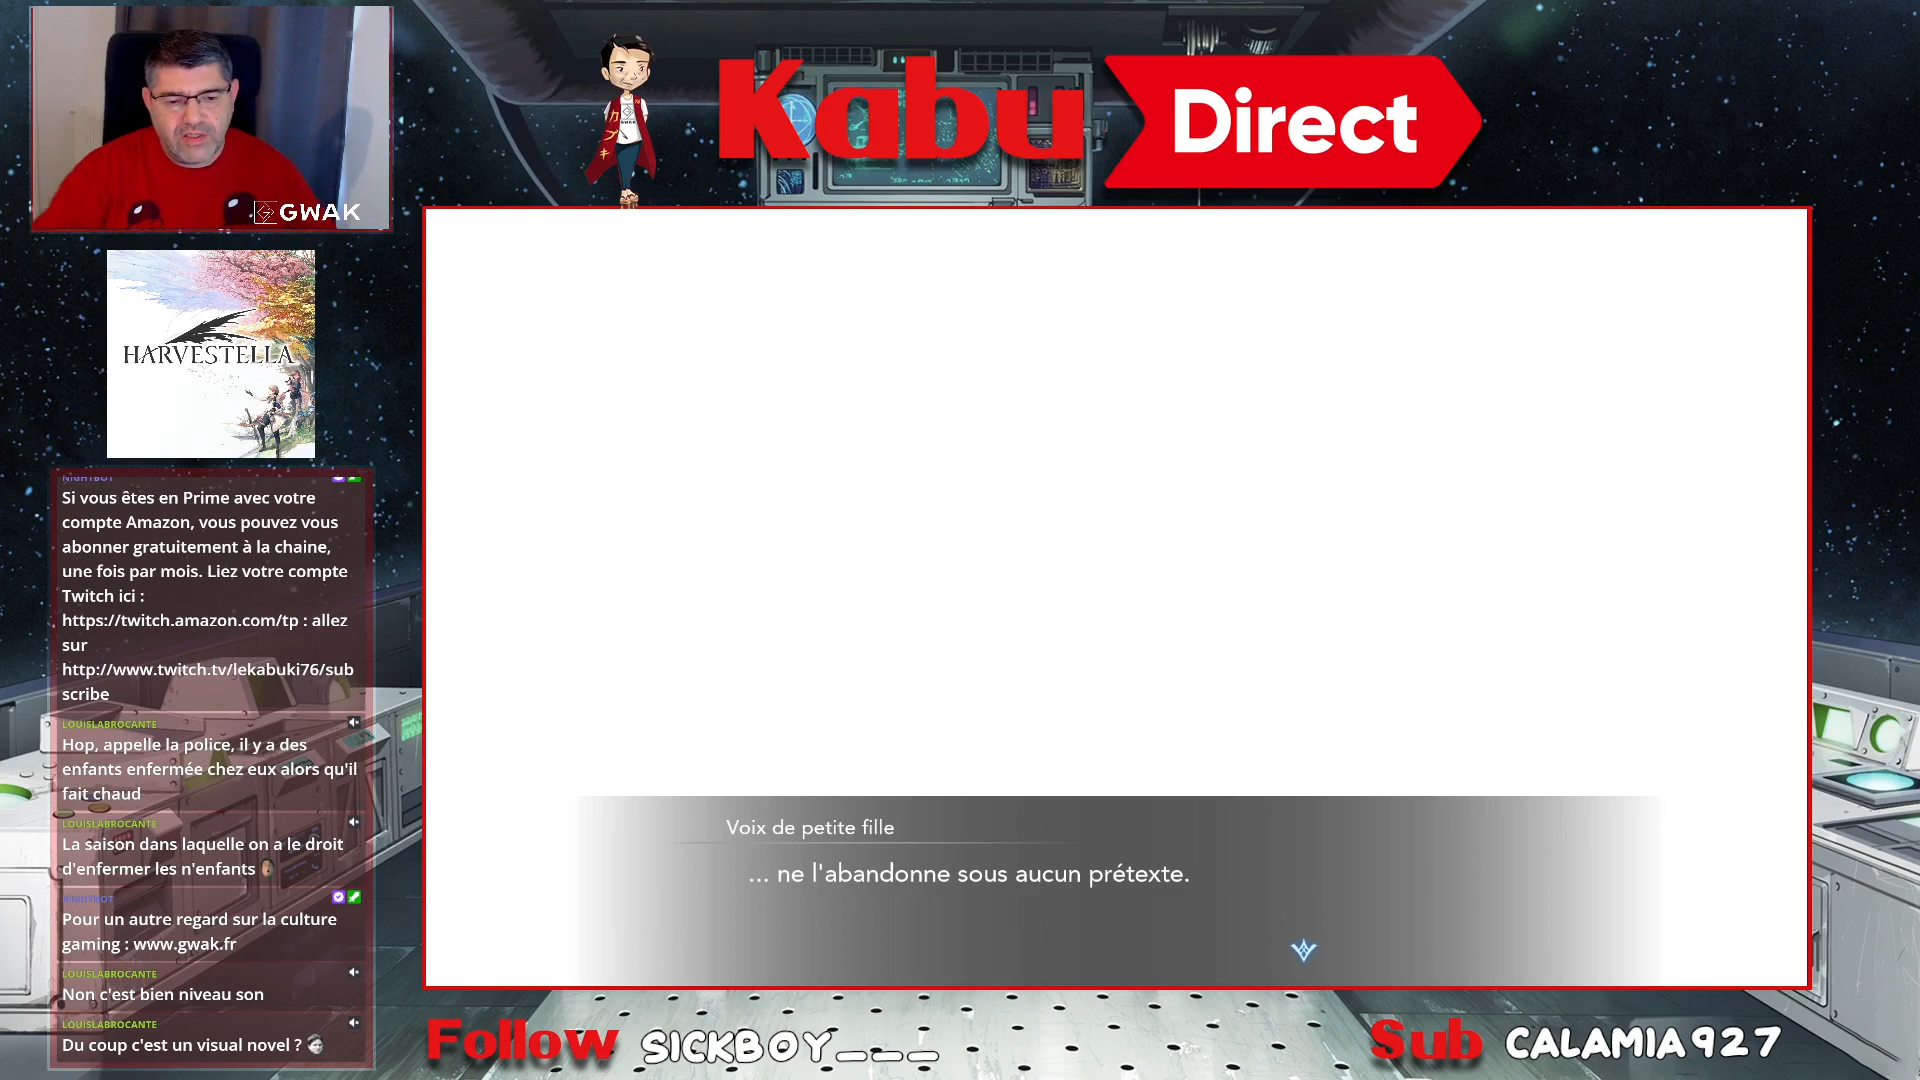 Kabu Direct
GWAK
HARVESTELLA
NIGHTBOT
Si vous êtes en Prime avec votre
compte Amazon, vous pouvez vous
abonner gratuitement à la chaine,
une fois par mois. Liez votre compte
Twitch ici :
https://twitch.amazon.com/tp : allez
sur
http://www.twitch.tv/lekabuki76/sub
scribe
LOUISLABROCANTE
Hop, appelle la police, il y a des
enfants enfermée chez eux alors qu'il
fait chaud
LOUISLABROCANTE
La saison dans laquelle on a le droit
d'enfermer les n'enfants
NIGHTBOT
Pour un autre regard sur la culture
gaming : www.gwak.fr
LOUISLABROCANTE
Non c'est bien niveau son
LOUISLABROCANTE
Du coup c'est un visual novel ?
Voix de petite fille
... ne l'abandonne sous aucun prétexte.
Follow SICKBOY___
Sub CALAMIA927